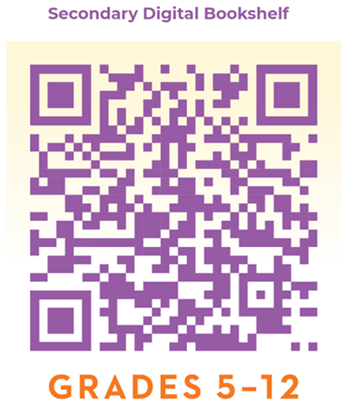 Secondary Digital Bookshelf
GRADES 5–12